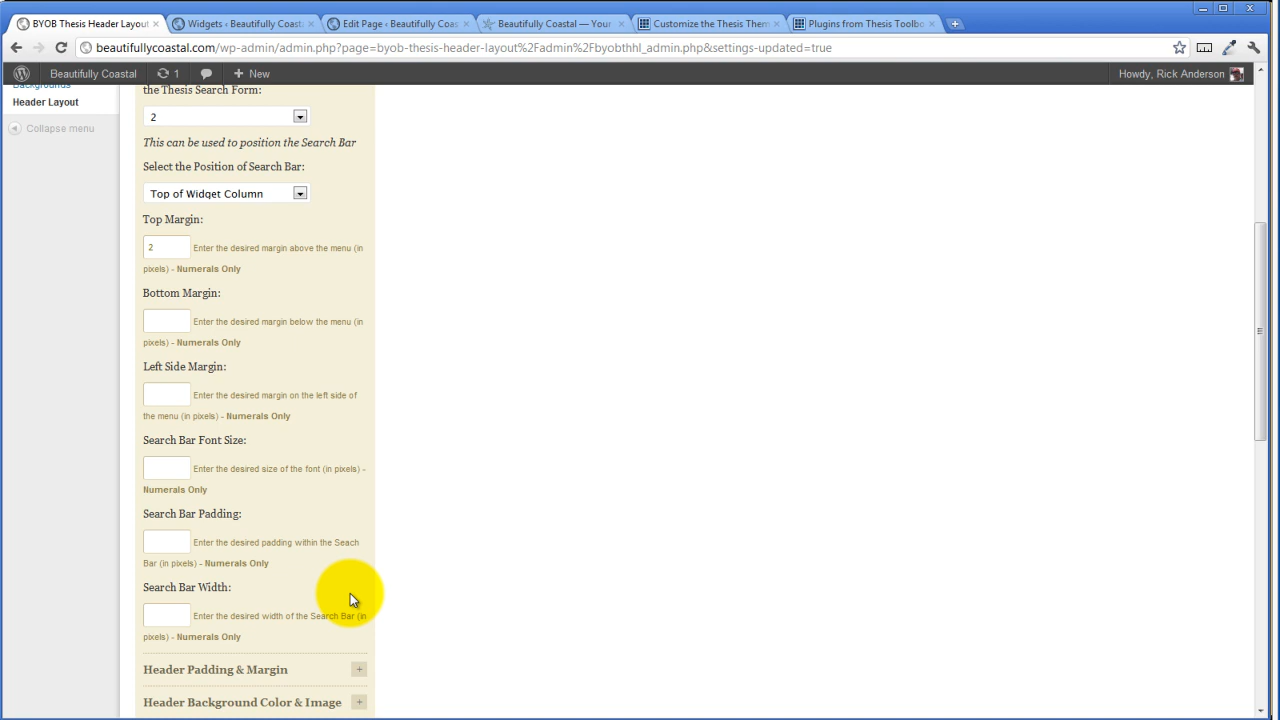 BYOB Thesis Header Layout
Widgets ‹ Beautifully Coast
Edit Page ‹ Beautifully Coas
Beautifully Coastal — Your
Customize the Thesis Them
Plugins from Thesis Toolbo
beautifullycoastal.com/wp-admin/admin.php?page=byob-thesis-header-layout%2Fadmin%2Fbyobthhl_admin.php&settings-updated=true
Beautifully Coastal
1
New
Howdy, Rick Anderson
Backgrounds
Header Layout
Collapse menu
the Thesis Search Form:
2
This can be used to position the Search Bar
Select the Position of Search Bar:
Top of Widget Column
Top Margin:
2 Enter the desired margin above the menu (in
pixels) - Numerals Only
Bottom Margin:
Enter the desired margin below the menu (in
pixels) - Numerals Only
Left Side Margin:
Enter the desired margin on the left side of
the menu (in pixels) - Numerals Only
Search Bar Font Size:
Enter the desired size of the font (in pixels) -
Numerals Only
Search Bar Padding:
Enter the desired padding within the Seach
Bar (in pixels) - Numerals Only
Search Bar Width:
Enter the desired width of the Search Bar (in
pixels) - Numerals Only
Header Padding & Margin +
Header Background Color & Image +